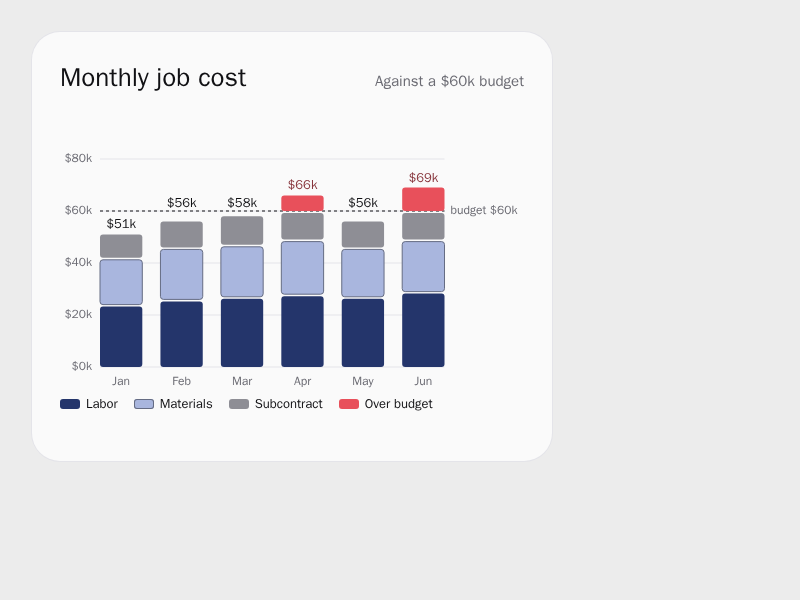 Monthly job cost
Against a $60k budget
$80k
$69k
$66k
$60k
$56k
$58k
$56k
budget $60k
$51k
$40k
$20k
$0k
Jan Feb Mar Apr May Jun
Labor Materials Subcontract Over budget